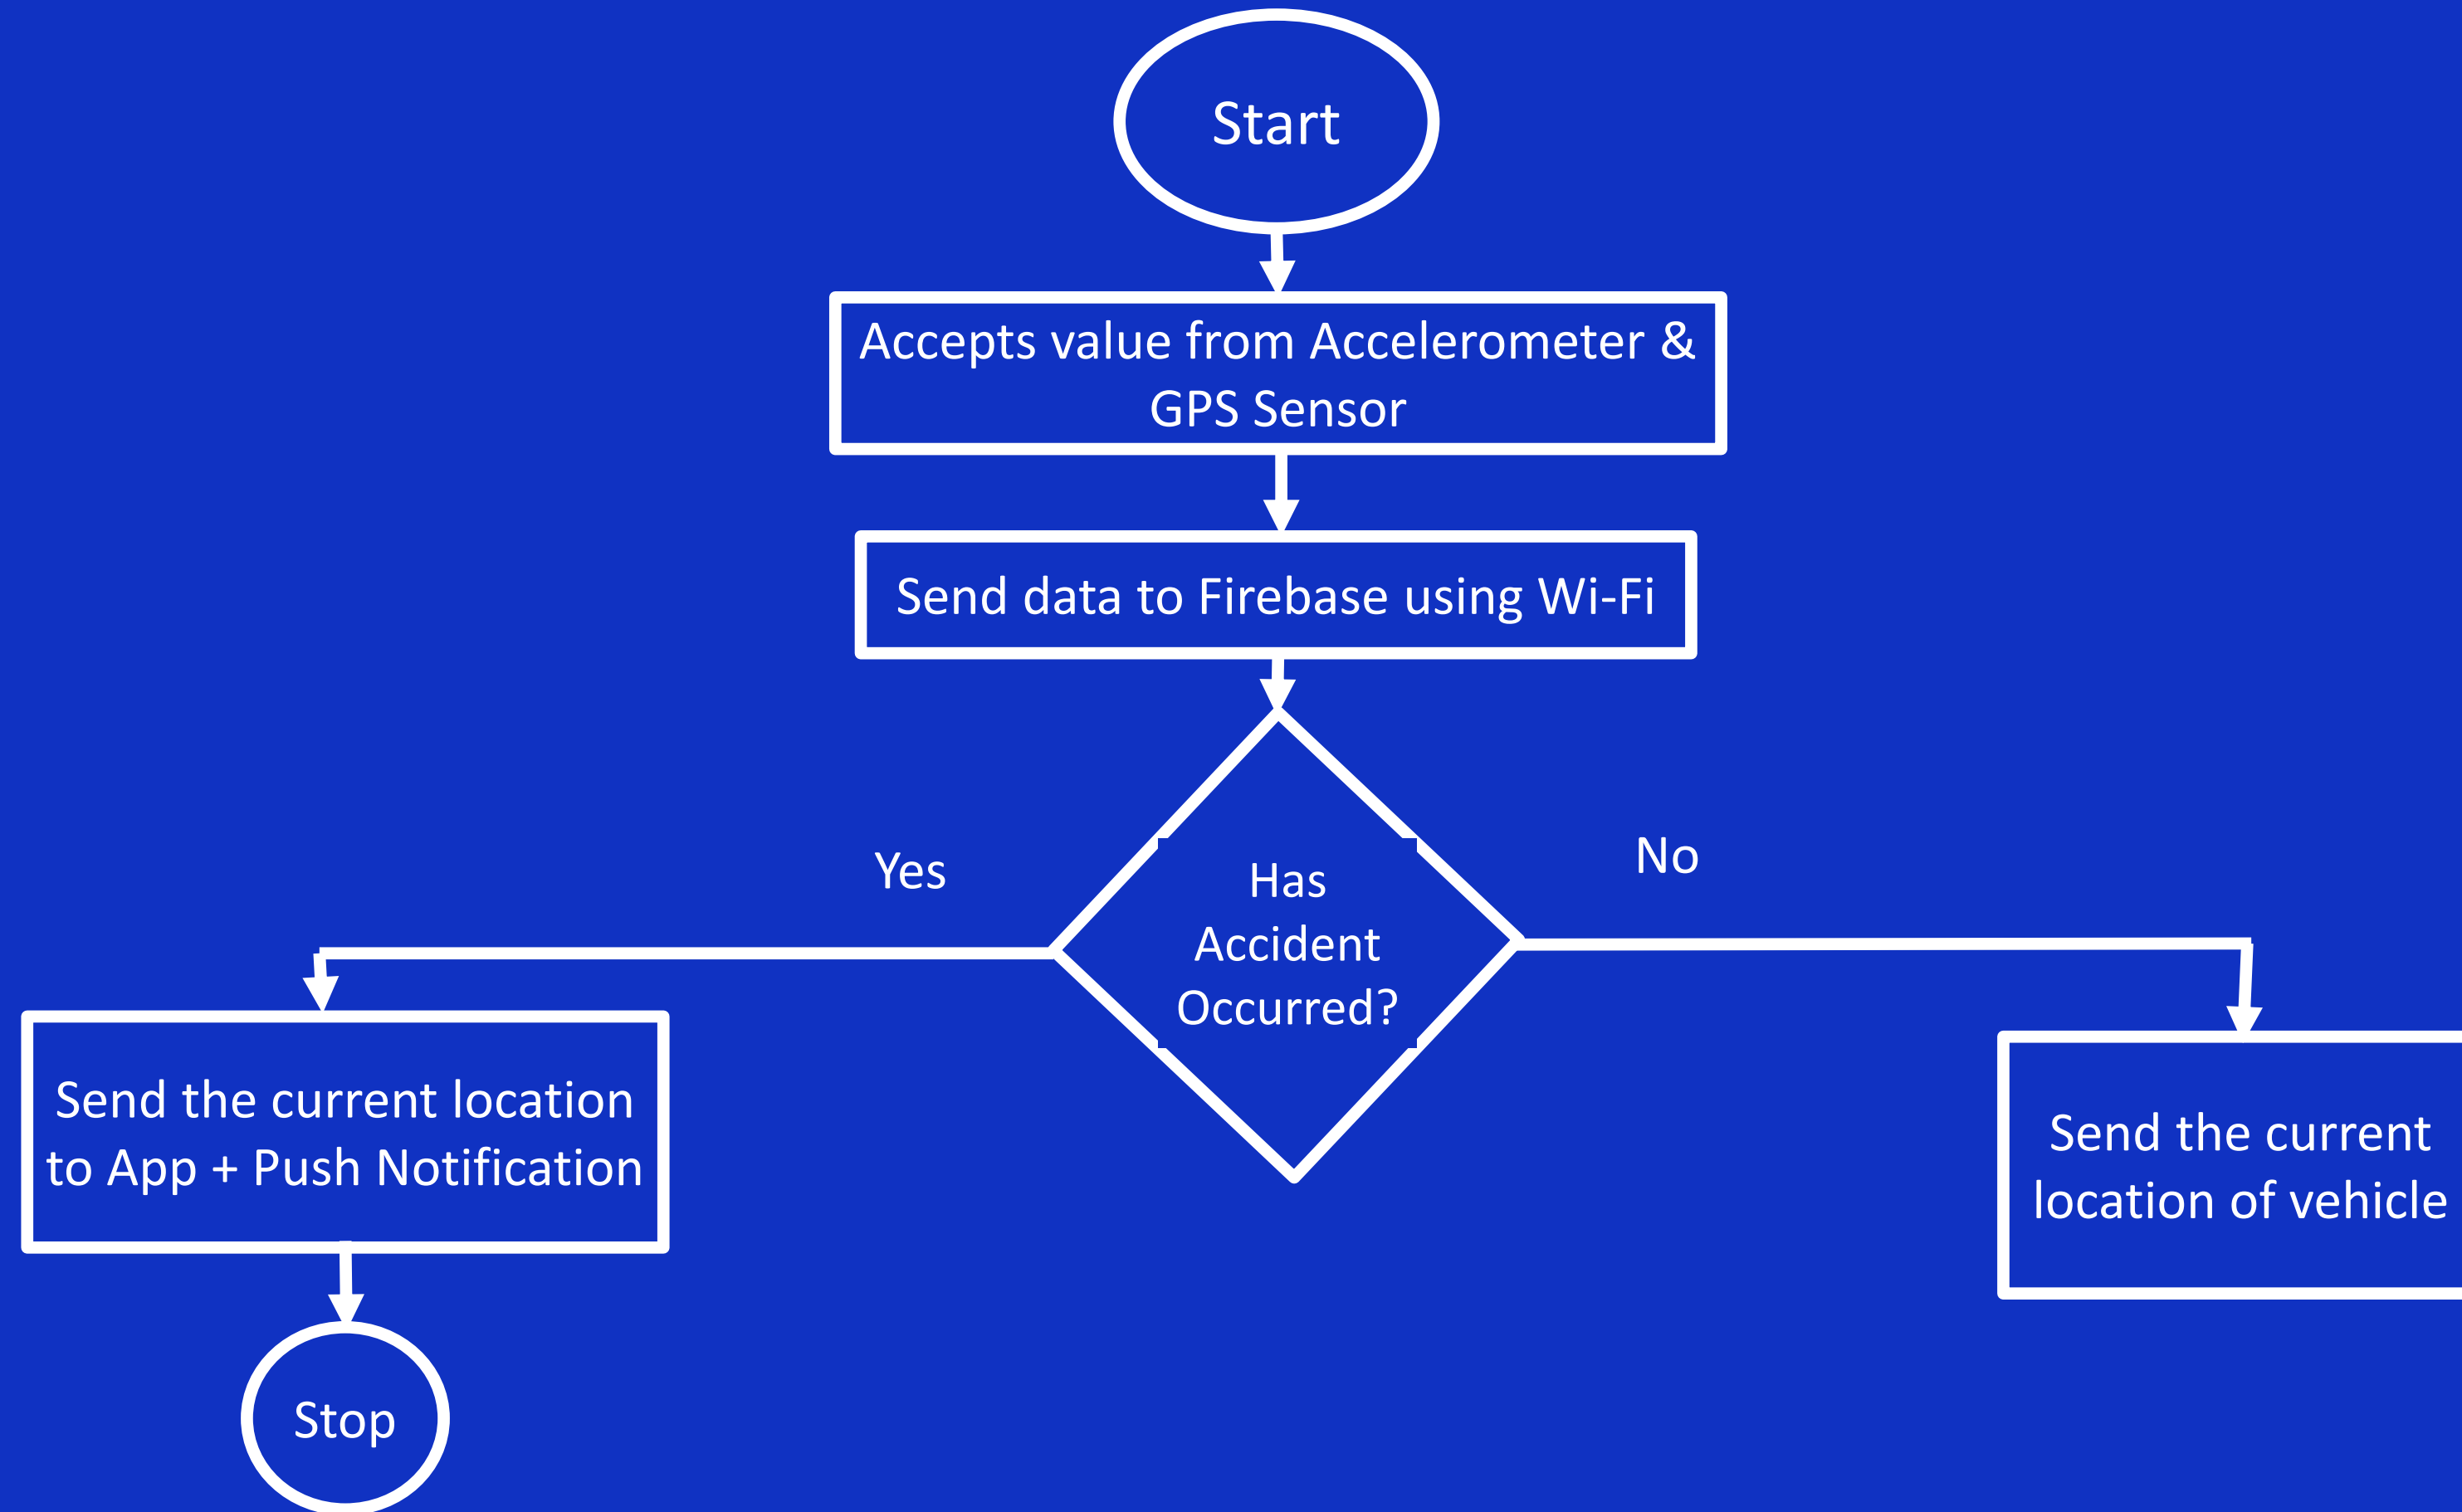 Start
Accepts value from Accelerometer &
GPS Sensor
Send data to Firebase using Wi-Fi
Yes
No
Has
Accident
Occurred?
Send the current location
to App + Push Notification
Send the current
location of vehicle
Stop